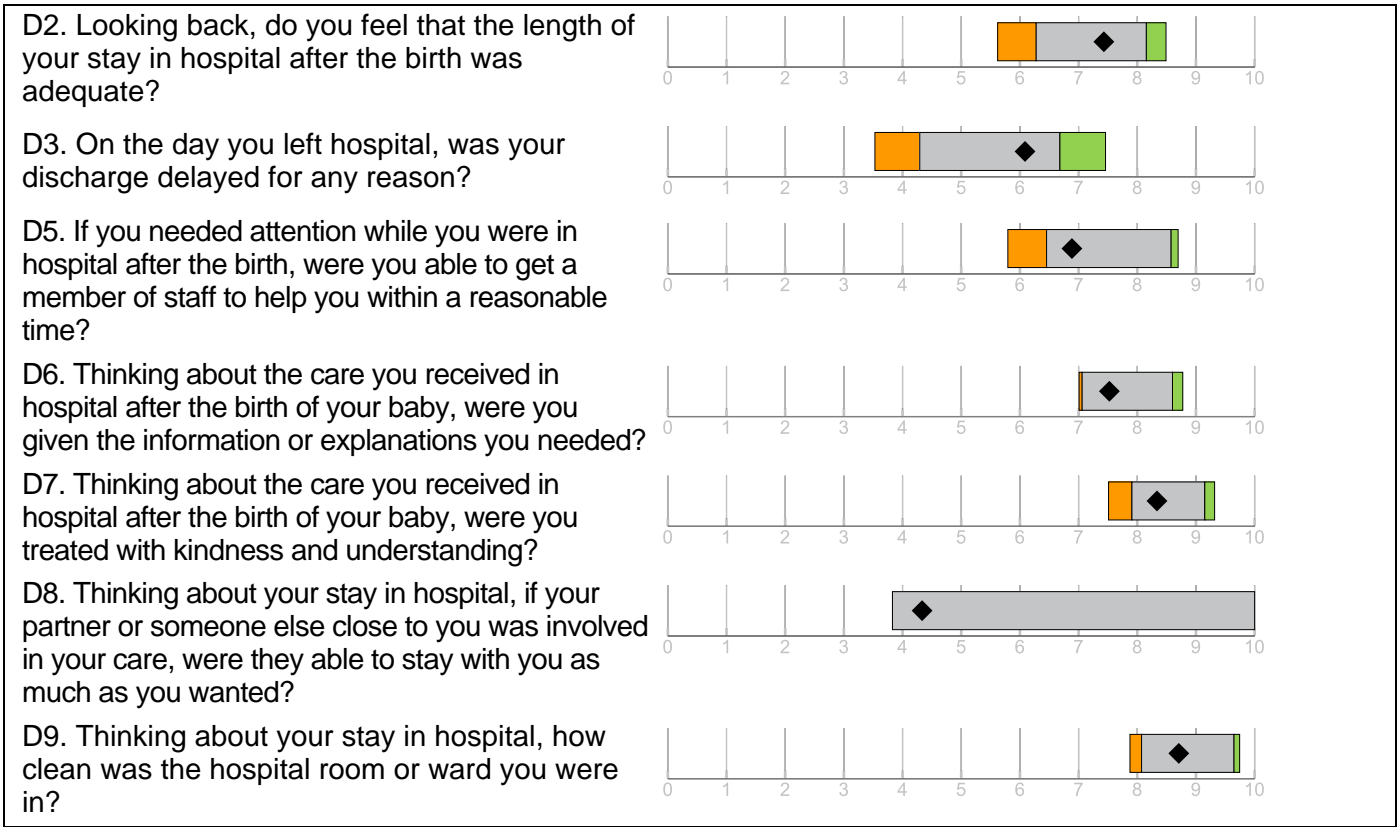 D2. Looking back, do you feel that the length of
your stay in hospital after the birth was
adequate?
0 1 2 3 4 5 6 7 8 9 10
D3. On the day you left hospital, was your
discharge delayed for any reason?
0 1 2 3 4 5 6 7 8 9 10
D5. If you needed attention while you were in
hospital after the birth, were you able to get a
member of staff to help you within a reasonable
time?
0 1 2 3 4 5 6 7 8 9 10
D6. Thinking about the care you received in
hospital after the birth of your baby, were you
given the information or explanations you needed?
0 1 2 3 4 5 6 7 8 9 10
D7. Thinking about the care you received in
hospital after the birth of your baby, were you
treated with kindness and understanding?
0 1 2 3 4 5 6 7 8 9 10
D8. Thinking about your stay in hospital, if your
partner or someone else close to you was involved
in your care, were they able to stay with you as
much as you wanted?
0 1 2 3 4 5 6 7 8 9 10
D9. Thinking about your stay in hospital, how
clean was the hospital room or ward you were
in?
0 1 2 3 4 5 6 7 8 9 10